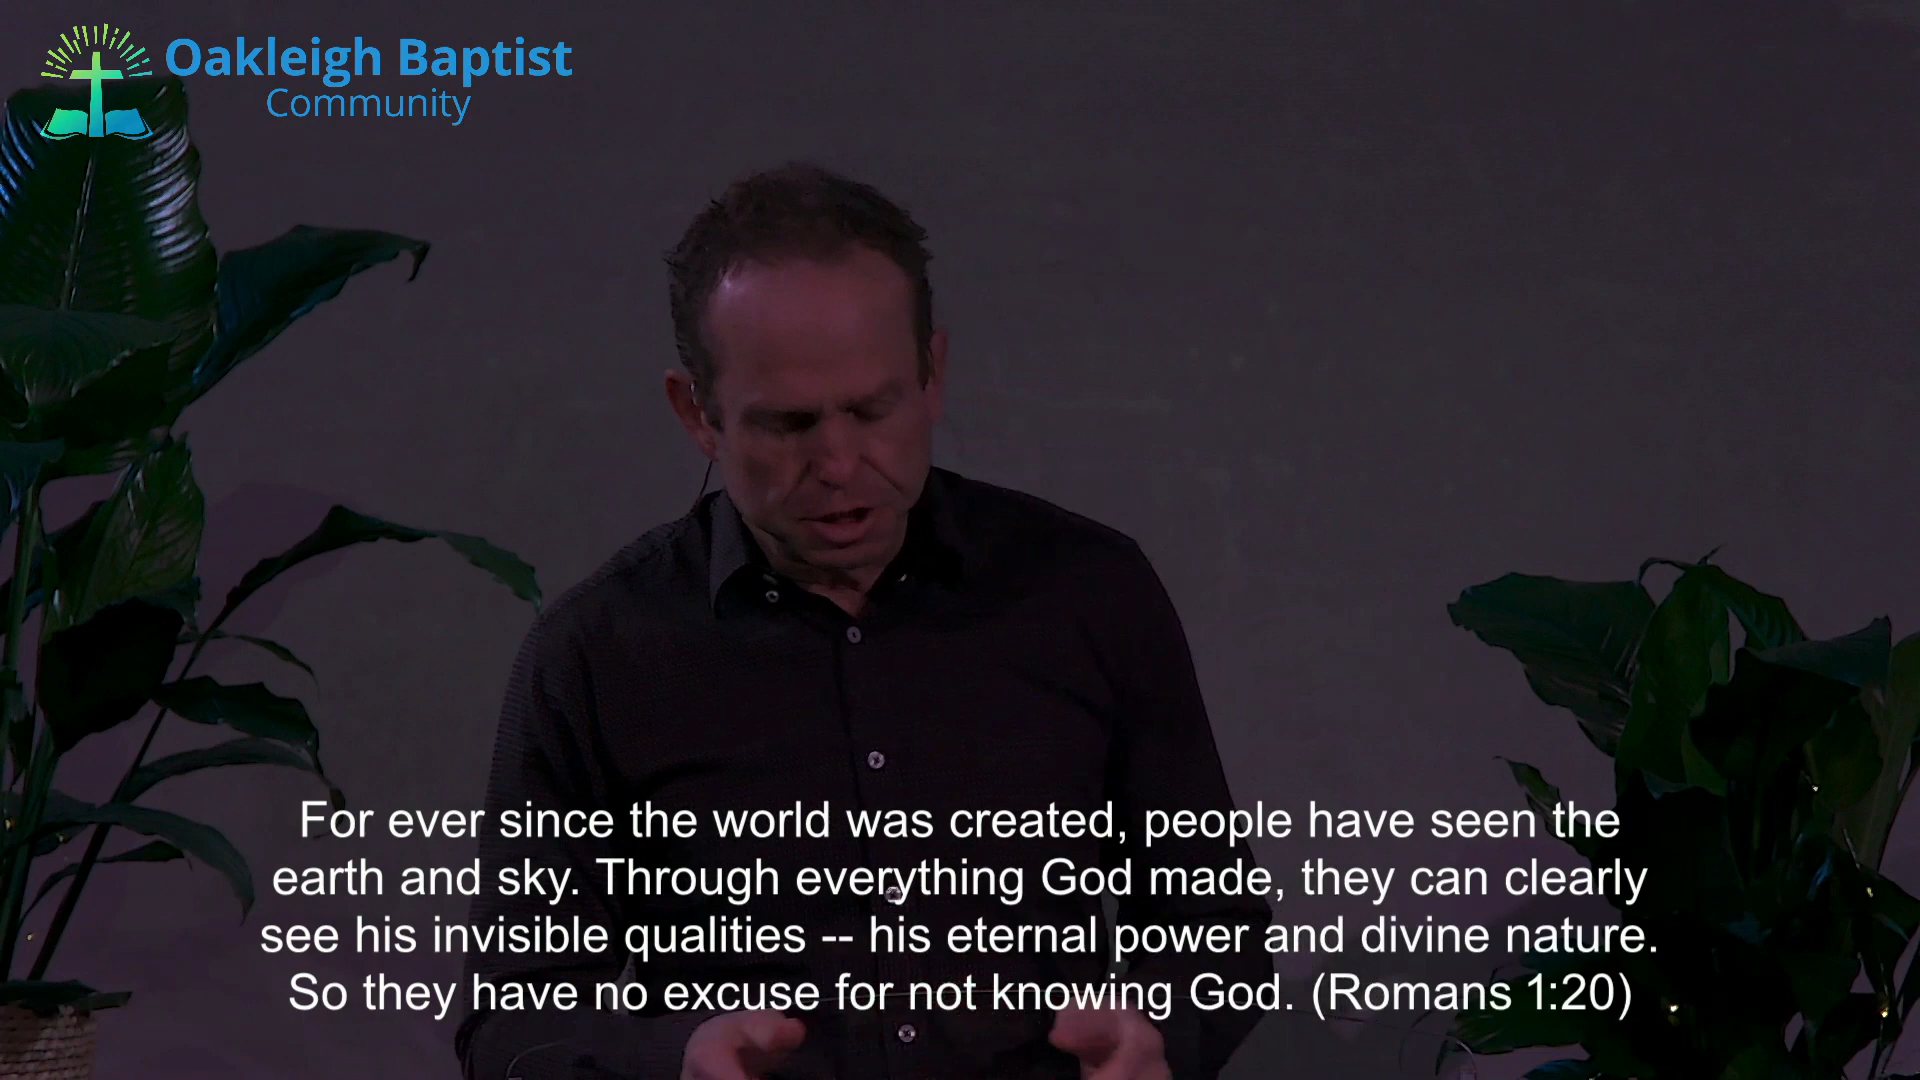 Oakleigh Baptist
Community
For ever since the world was created, people have seen the
earth and sky. Through everything God made, they can clearly
see his invisible qualities -- his eternal power and divine nature.
So they have no excuse for not knowing God. (Romans 1:20)